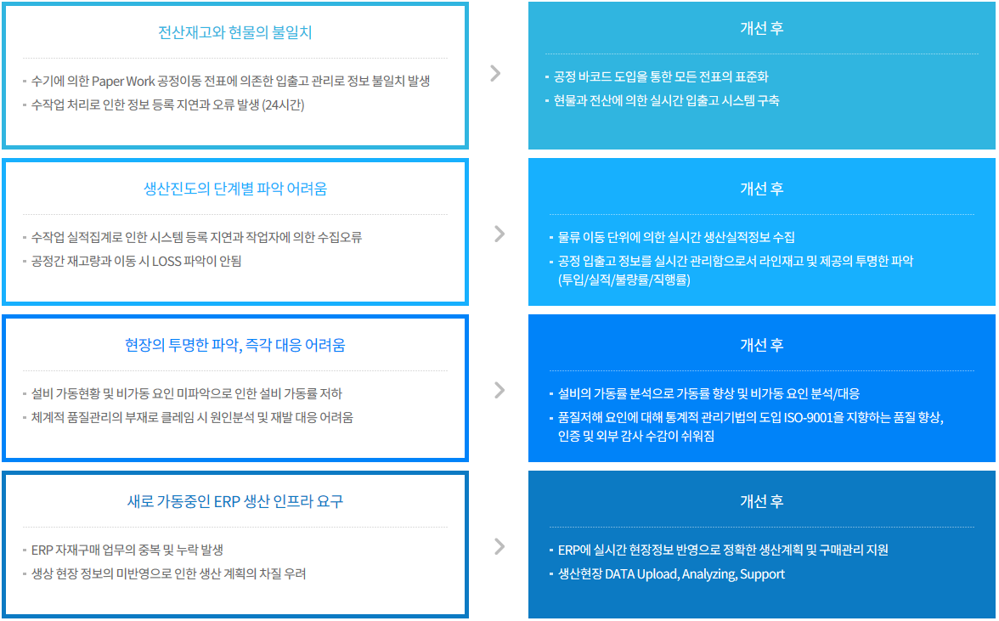 전산재고와 현물의 불일치
- 수기에 의한 Paper Work 공정이동 전표에 의존한 입출고 관리로 정보 불일치 발생
- 수작업 처리로 인한 정보 등록 지연과 오류 발생 (24시간)
개선 후
- 공정 바코드 도입을 통한 모든 전표의 표준화
- 현물과 전산에 의한 실시간 입출고 시스템 구축
생산진도의 단계별 파악 어려움
- 수작업 실적집계로 인한 시스템 등록 지연과 작업자에 의한 수집오류
- 공정간 재고량과 이동 시 LOSS 파악이 안됨
개선 후
- 물류 이동 단위에 의한 실시간 생산실적정보 수집
- 공정 입출고 정보를 실시간 관리함으로서 라인재고 및 제공의 투명한 파악
(투입/실적/불량률/직행률)
현장의 투명한 파악, 즉각 대응 어려움
- 설비 가동현황 및 비가동 요인 미파악으로 인한 설비 가동률 저하
- 체계적 품질관리의 부재로 클레임 시 원인분석 및 재발 대응 어려움
개선 후
- 설비의 가동률 분석으로 가동률 향상 및 비가동 요인 분석/대응
- 품질저해 요인에 대해 통계적 관리기법의 도입 ISO-9001을 지향하는 품질 향상,
인증 및 외부 감사 수감이 쉬워짐
새로 가동중인 ERP 생산 인프라 요구
- ERP 자재구매 업무의 중복 및 누락 발생
- 생상 현장 정보의 미반영으로 인한 생산 계획의 차질 우려
개선 후
- ERP에 실시간 현장정보 반영으로 정확한 생산계획 및 구매관리 지원
- 생산현장 DATA Upload, Analyzing, Support